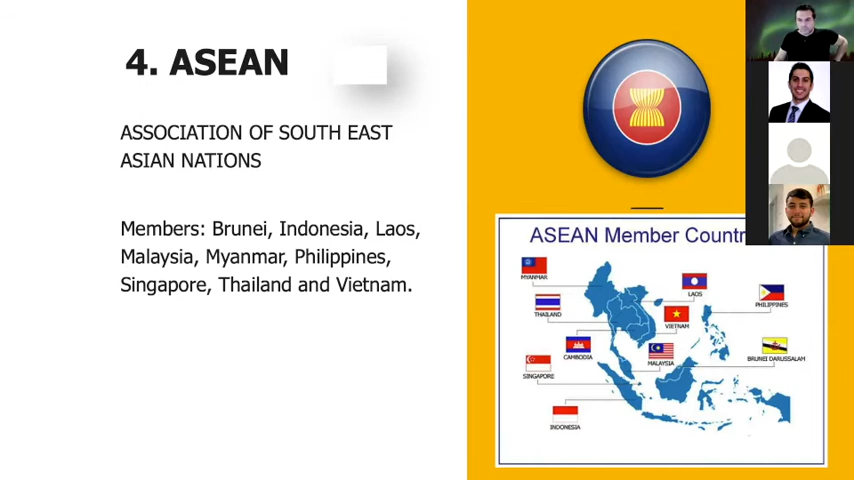 4. ASEAN
ASSOCIATION OF SOUTH EAST
ASIAN NATIONS
Members: Brunei, Indonesia, Laos,
Malaysia, Myanmar, Philippines,
Singapore, Thailand and Vietnam.
ASEAN Member Countr
MYANMAR
LAOS
PHILIPPINES
THAILAND
VIETNAM
CAMBODIA
MALAYSIA
BRUNEI DARUSSALAM
SINGAPORE
INDONESIA